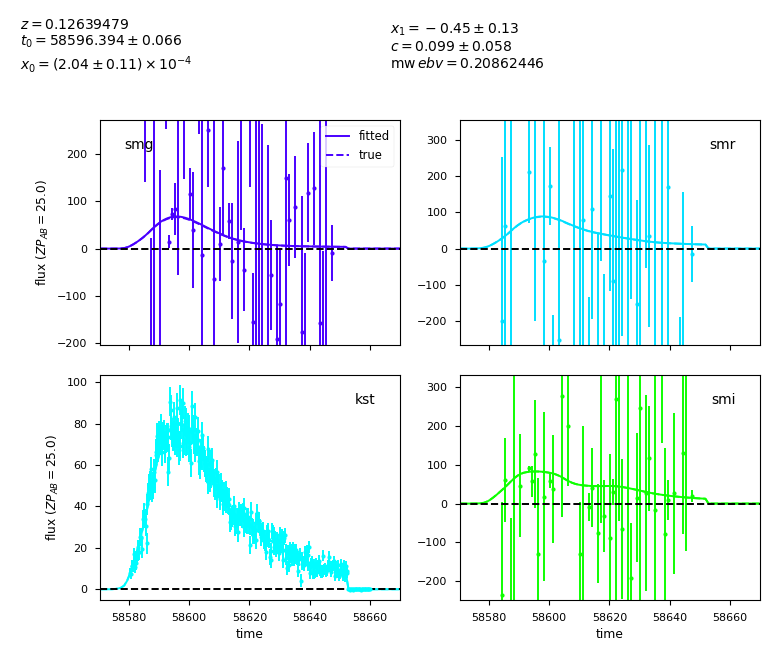 z = 0.12639479
t0 = 58596.394 ± 0.066
x0 = (2.04 ± 0.11) × 10^−4
x1 = −0.45 ± 0.13
c = 0.099 ± 0.058
mw ebv = 0.20862446
smg
fitted
true
flux (ZP_AB = 25.0)
200
100
0
−100
−200
smr
300
200
100
0
−100
−200
kst
flux (ZP_AB = 25.0)
100
80
60
40
20
0
58580 58600 58620 58640 58660
time
smi
300
200
100
0
−100
−200
58580 58600 58620 58640 58660
time